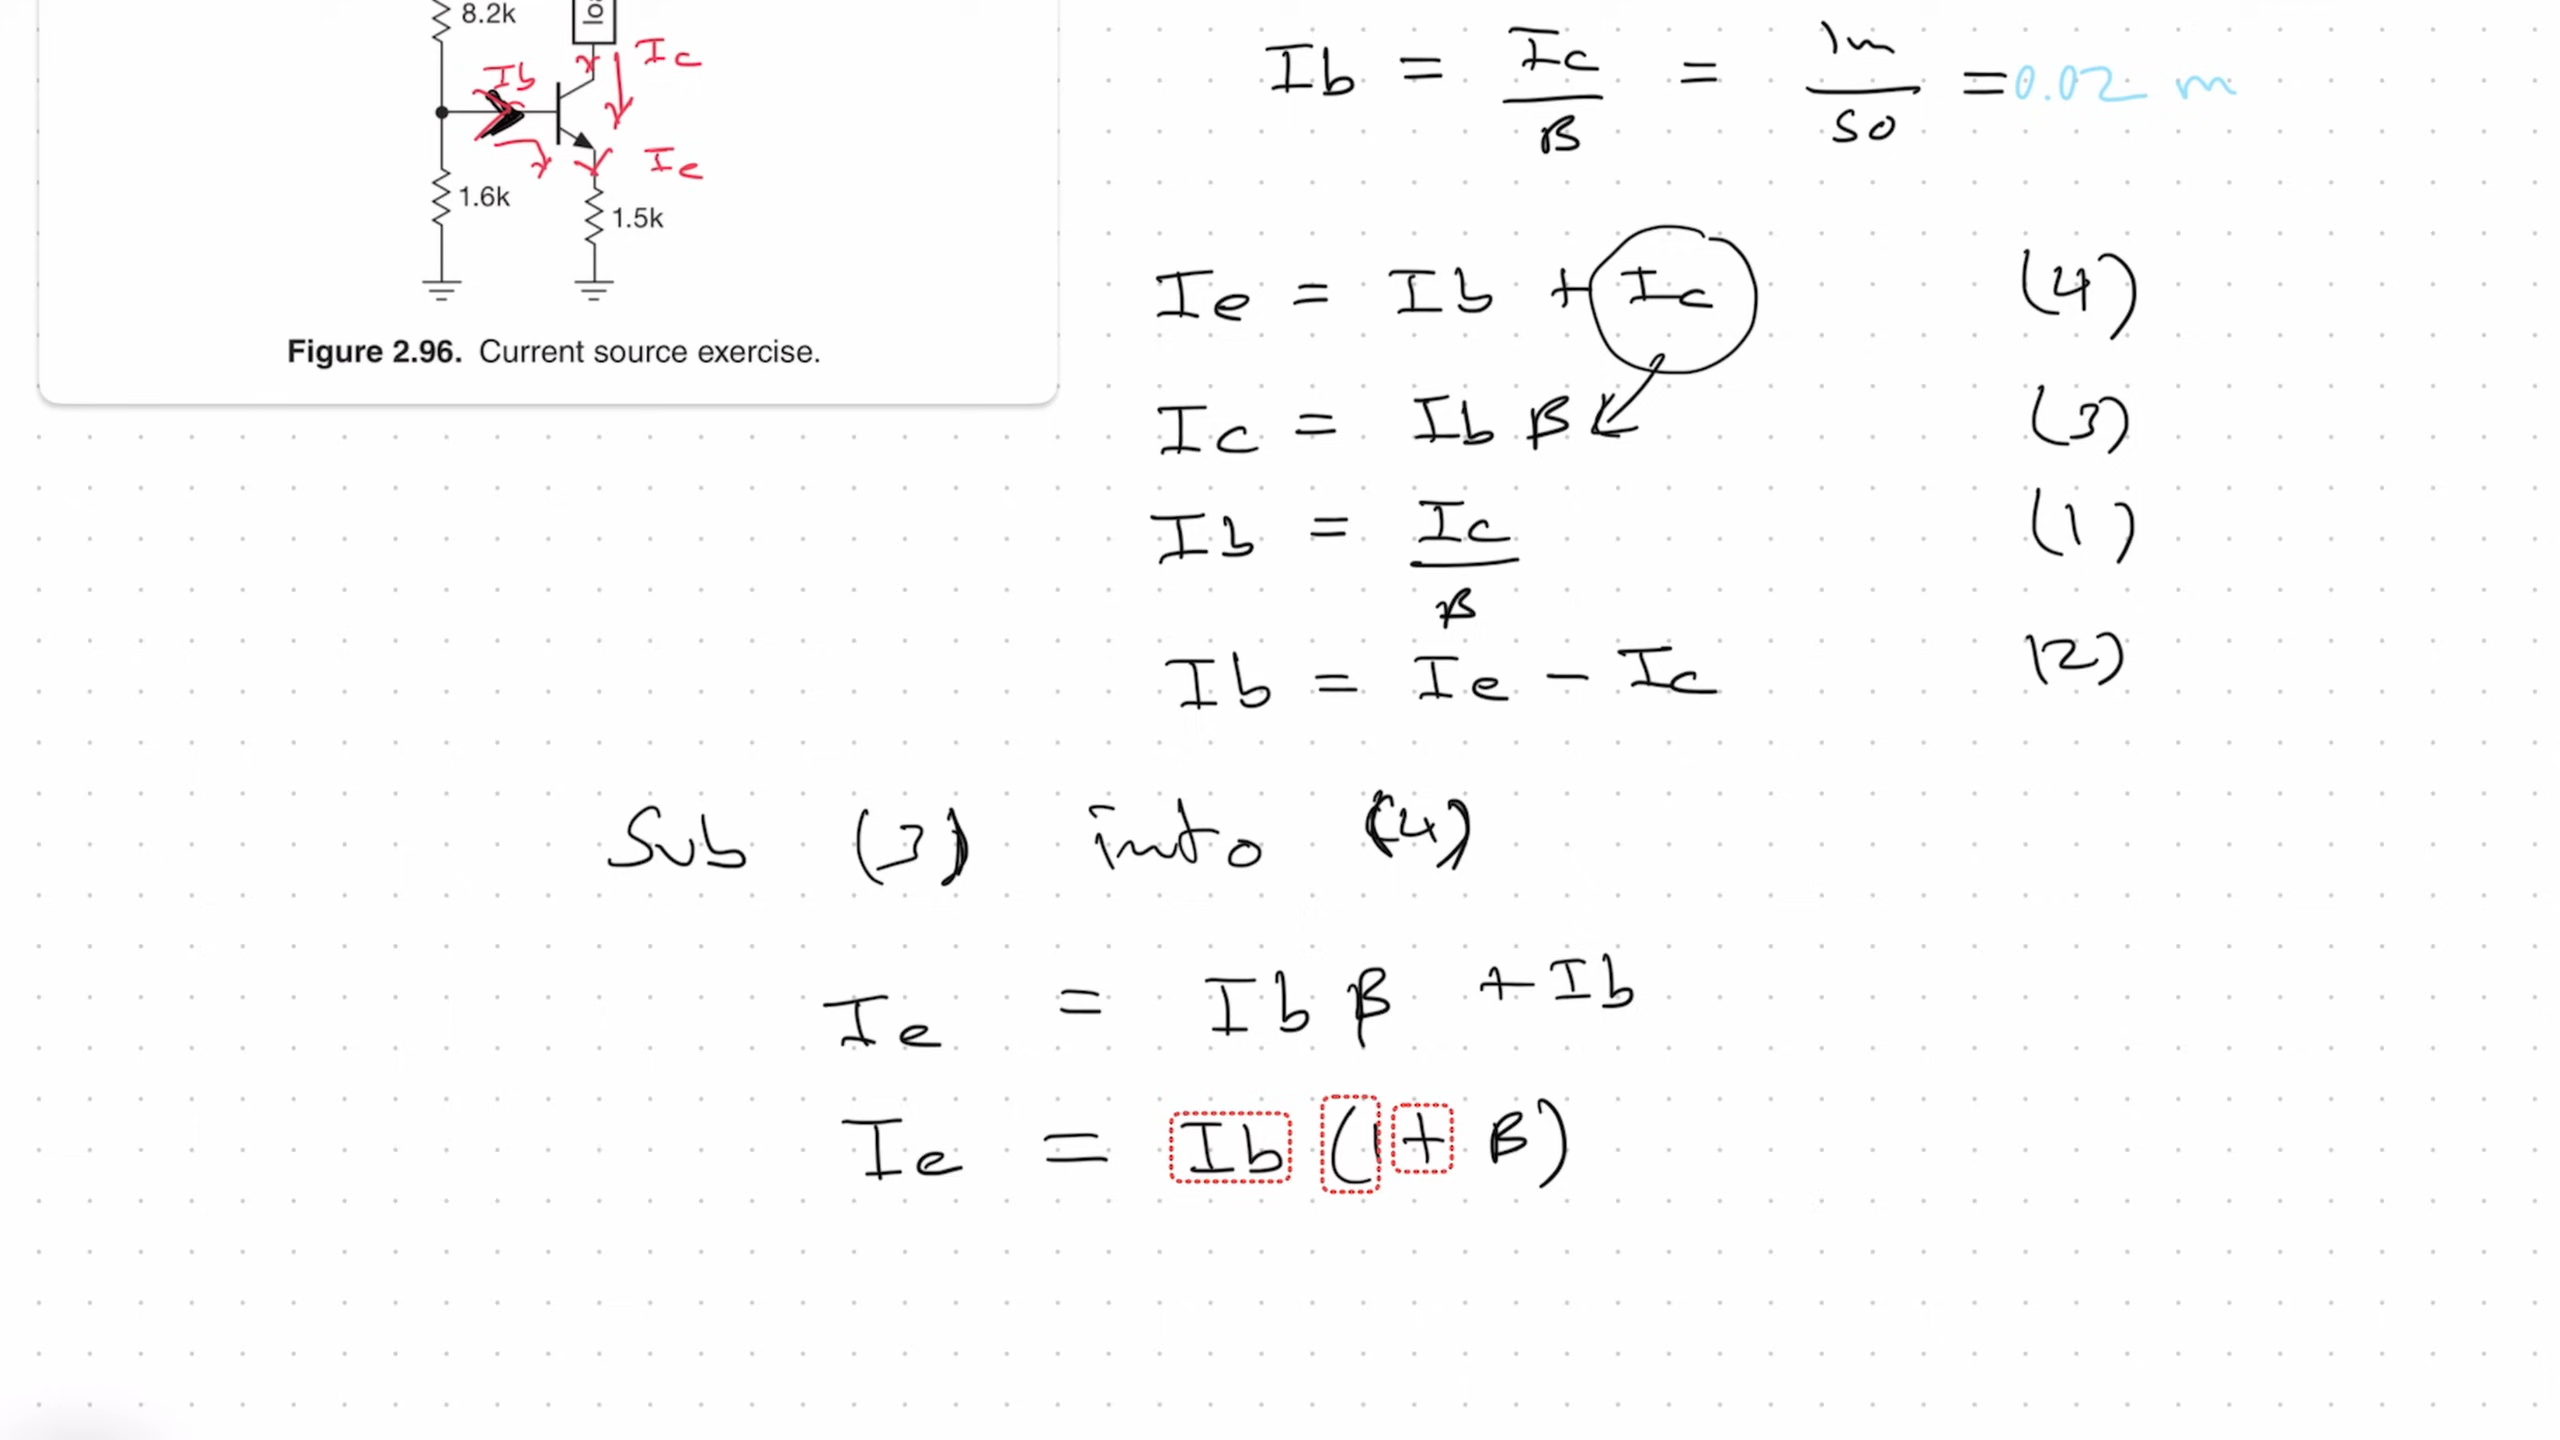 8.2k
lo
Ic
Ib
Ie
1.6k
1.5k
Figure 2.96. Current source exercise.
Ib = Ic / β = 1m / 50 = 0.02 m
Ie = Ib + Ic (4)
Ic = Ib β (3)
Ib = Ic / β (1)
Ib = Ie - Ic (2)
Sub (3) into (4)
Ie = Ib β + Ib
Ie = Ib (1 + β)